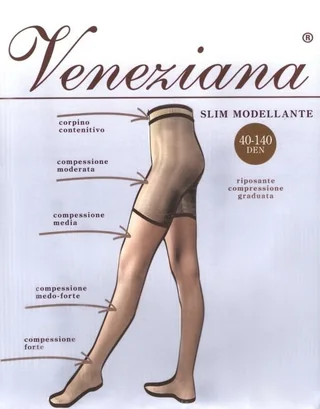 Veneziana ®
SLIM MODELLANTE
40-140
DEN
riposante
compressione
graduata
corpino
contenitivo
compessione
moderata
compessione
media
compessione
medo-forte
compessione
forte